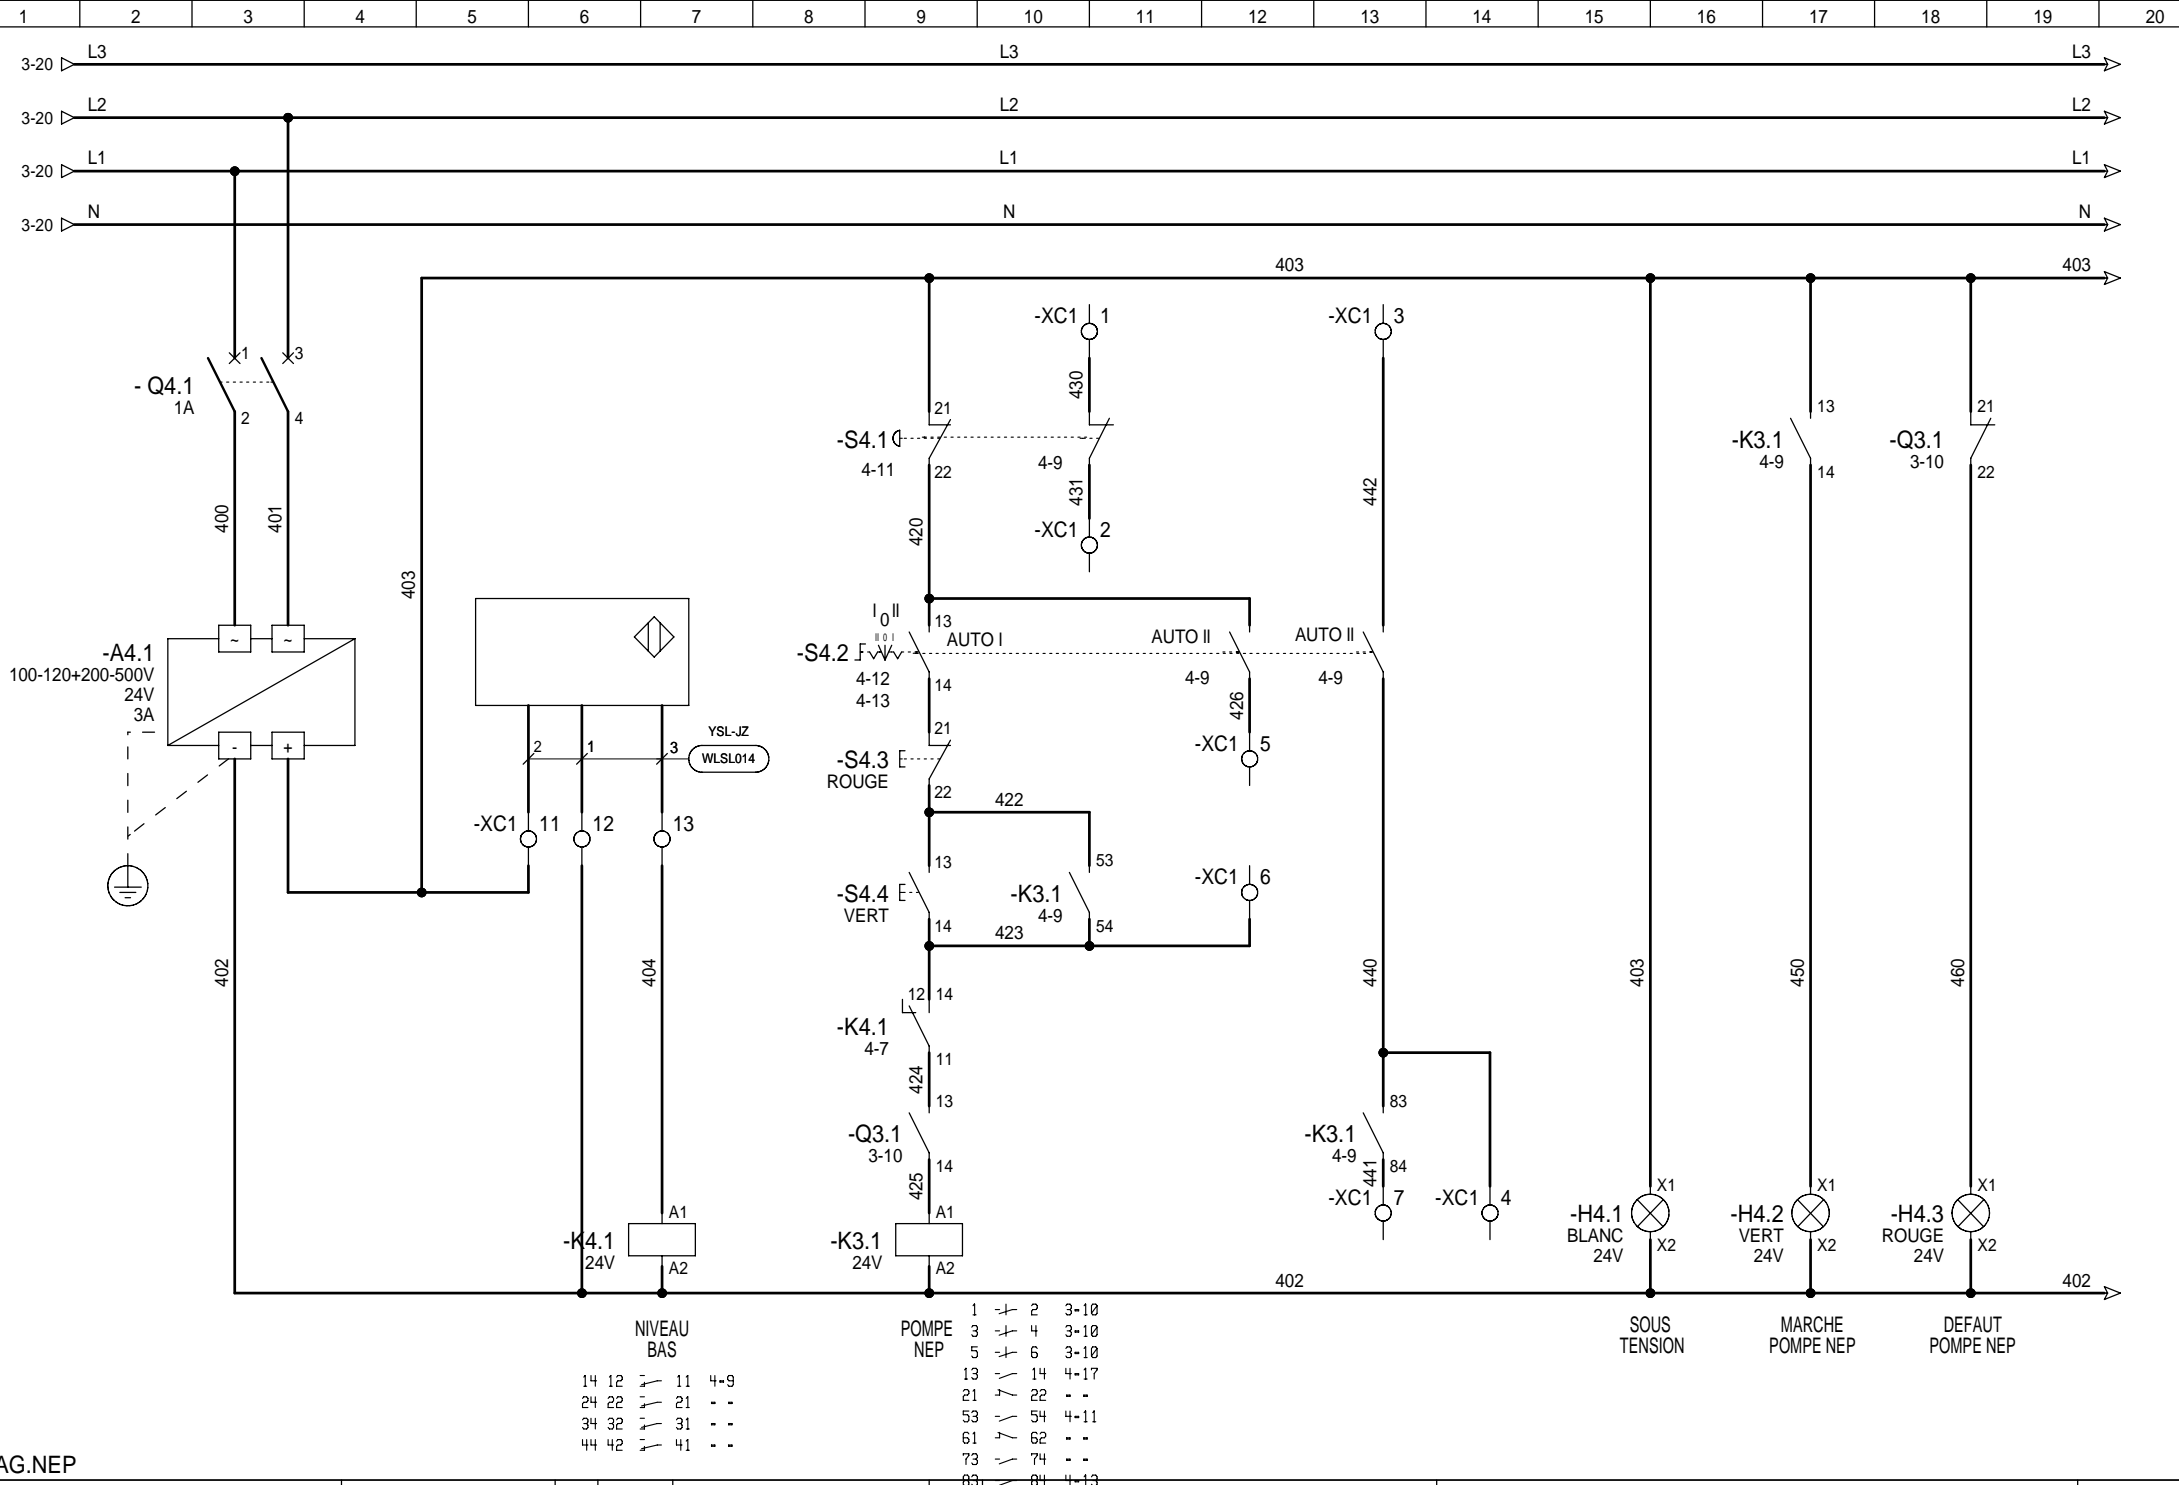 1 2 3 4 5 6 7 8 9 10 11 12 13 14 15 16 17 18 19 20
3-20 L3 L3 L3
3-20 L2 L2 L2
3-20 L1 L1 L1
3-20 N N N
403 403
-XC1 1
-XC1 3
1 3
- Q4.1
1A
2 4
430
21
-S4.1
4-11
22
4-9
431
-XC1 2
442
13
-K3.1
4-9
14
21
-Q3.1
3-10
22
400
401
420
403
I 0 II
II 0 I
13
AUTO I
AUTO II
AUTO II
-S4.2
4-12
4-13
14
4-9
4-9
426
~ ~
-A4.1
100-120+200-500V
24V
3A
- +
YSL-JZ
2 1 3
WLSL014
21
-S4.3
ROUGE
22
-XC1 5
422
-XC1 11 12 13
13
-S4.4
VERT
14
53
-K3.1
4-9
54
-XC1 6
423
402
404
440
403
450
460
12 14
-K4.1
4-7
11
424
13
-Q3.1
3-10
14
425
83
-K3.1
4-9
84
441
-XC1 7
-XC1 4
A1
-K4.1
24V
A2
A1
-K3.1
24V
A2
X1
-H4.1
BLANC
24V
X2
X1
-H4.2
VERT
24V
X2
X1
-H4.3
ROUGE
24V
X2
402 402
NIVEAU
BAS
POMPE
NEP
SOUS
TENSION
MARCHE
POMPE NEP
DEFAUT
POMPE NEP
14 12 11 4-9
24 22 21 - -
34 32 31 - -
44 42 41 - -
1 2 3-10
3 4 3-10
5 6 3-10
13 14 4-17
21 22 - -
53 54 4-11
61 62 - -
73 74 - -
83 84 4-13
AG.NEP